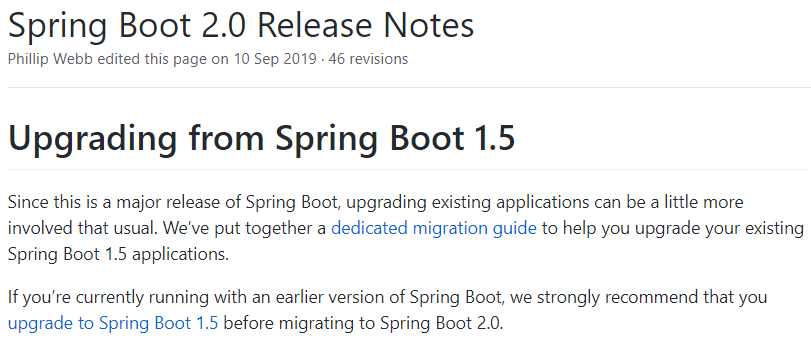 Spring Boot 2.0 Release Notes
Phillip Webb edited this page on 10 Sep 2019 · 46 revisions
Upgrading from Spring Boot 1.5
Since this is a major release of Spring Boot, upgrading existing applications can be a little more
involved that usual. We’ve put together a dedicated migration guide to help you upgrade your existing
Spring Boot 1.5 applications.
If you’re currently running with an earlier version of Spring Boot, we strongly recommend that you
upgrade to Spring Boot 1.5 before migrating to Spring Boot 2.0.